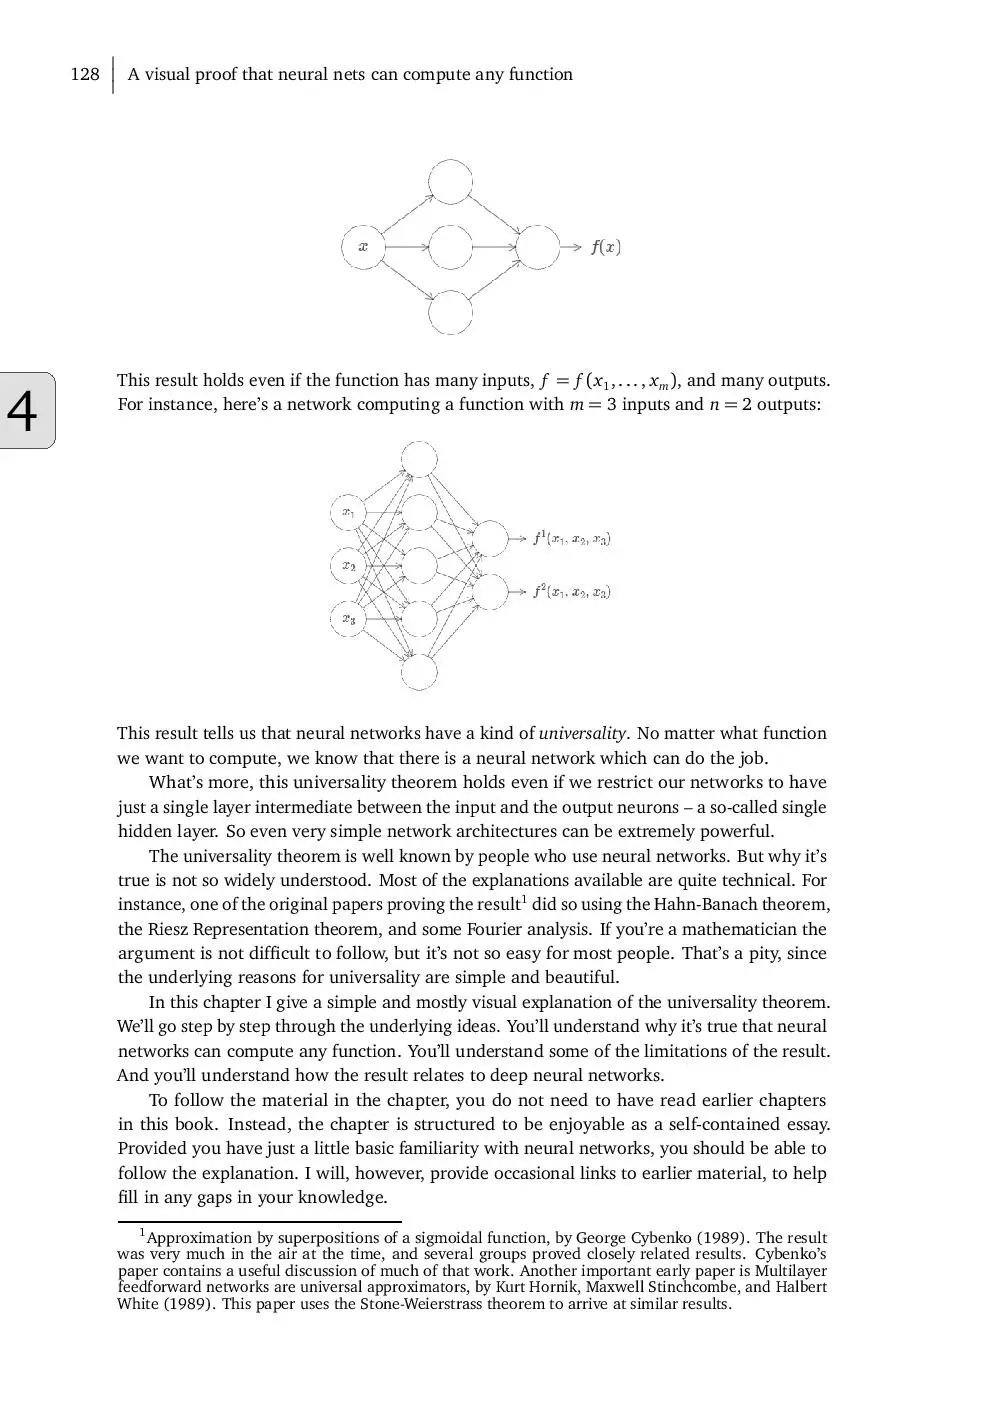 128 A visual proof that neural nets can compute any function
x
f(x)
This result holds even if the function has many inputs, f = f(x₁,...,xₘ), and many outputs.
For instance, here's a network computing a function with m = 3 inputs and n = 2 outputs:
4
x₁
f¹(x₁, x₂, x₃)
x₂
f²(x₁, x₂, x₃)
x₃
This result tells us that neural networks have a kind of universality. No matter what function
we want to compute, we know that there is a neural network which can do the job.
What's more, this universality theorem holds even if we restrict our networks to have
just a single layer intermediate between the input and the output neurons – a so-called single
hidden layer. So even very simple network architectures can be extremely powerful.
The universality theorem is well known by people who use neural networks. But why it's
true is not so widely understood. Most of the explanations available are quite technical. For
instance, one of the original papers proving the result¹ did so using the Hahn-Banach theorem,
the Riesz Representation theorem, and some Fourier analysis. If you're a mathematician the
argument is not difficult to follow, but it's not so easy for most people. That's a pity, since
the underlying reasons for universality are simple and beautiful.
In this chapter I give a simple and mostly visual explanation of the universality theorem.
We'll go step by step through the underlying ideas. You'll understand why it's true that neural
networks can compute any function. You'll understand some of the limitations of the result.
And you'll understand how the result relates to deep neural networks.
To follow the material in the chapter, you do not need to have read earlier chapters
in this book. Instead, the chapter is structured to be enjoyable as a self-contained essay.
Provided you have just a little basic familiarity with neural networks, you should be able to
follow the explanation. I will, however, provide occasional links to earlier material, to help
fill in any gaps in your knowledge.
¹Approximation by superpositions of a sigmoidal function, by George Cybenko (1989). The result
was very much in the air at the time, and several groups proved closely related results. Cybenko's
paper contains a useful discussion of much of that work. Another important early paper is Multilayer
feedforward networks are universal approximators, by Kurt Hornik, Maxwell Stinchcombe, and Halbert
White (1989). This paper uses the Stone-Weierstrass theorem to arrive at similar results.